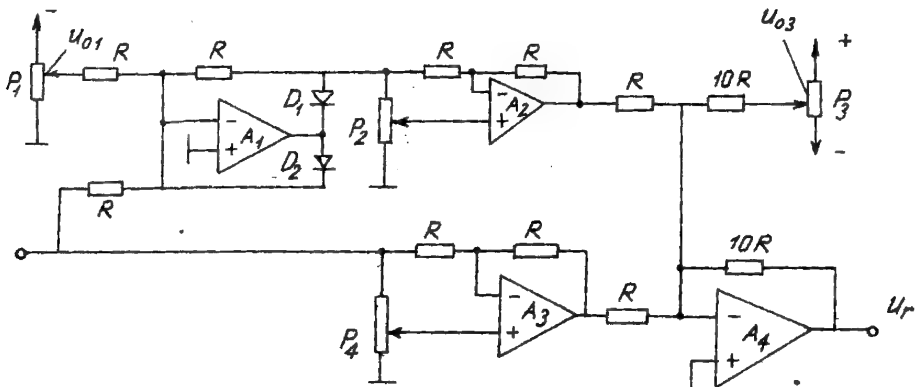 -
u01
R
R
R
R
R
10R
u03
+
P1
D1
P2
-
+
A2
P3
-
-
+
A1
D2
R
R
R
10R
P4
-
+
A3
R
-
+
A4
ur